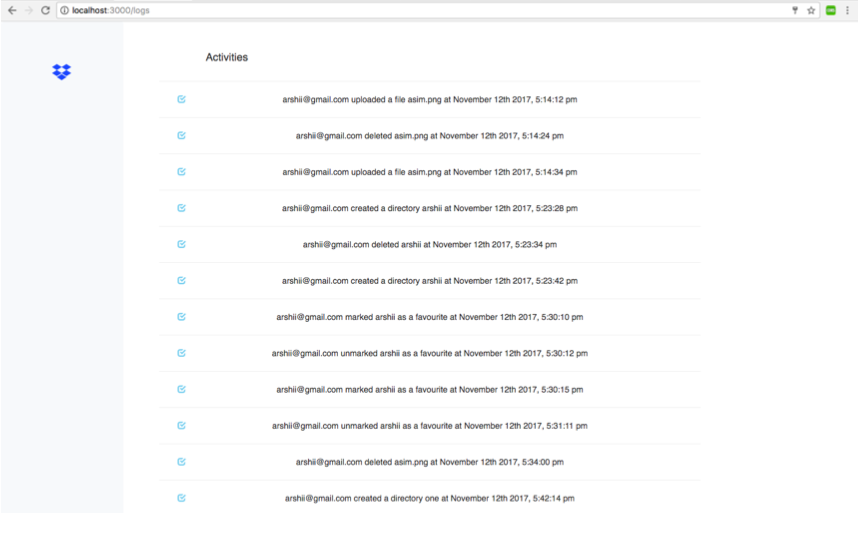 localhost:3000/logs
Activities
arshii@gmail.com uploaded a file asim.png at November 12th 2017, 5:14:12 pm
arshii@gmail.com deleted asim.png at November 12th 2017, 5:14:24 pm
arshii@gmail.com uploaded a file asim.png at November 12th 2017, 5:14:34 pm
arshii@gmail.com created a directory arshii at November 12th 2017, 5:23:28 pm
arshii@gmail.com deleted arshii at November 12th 2017, 5:23:34 pm
arshii@gmail.com created a directory arshii at November 12th 2017, 5:23:42 pm
arshii@gmail.com marked arshii as a favourite at November 12th 2017, 5:30:10 pm
arshii@gmail.com unmarked arshii as a favourite at November 12th 2017, 5:30:12 pm
arshii@gmail.com marked arshii as a favourite at November 12th 2017, 5:30:15 pm
arshii@gmail.com unmarked arshii as a favourite at November 12th 2017, 5:31:11 pm
arshii@gmail.com deleted asim.png at November 12th 2017, 5:34:00 pm
arshii@gmail.com created a directory one at November 12th 2017, 5:42:14 pm